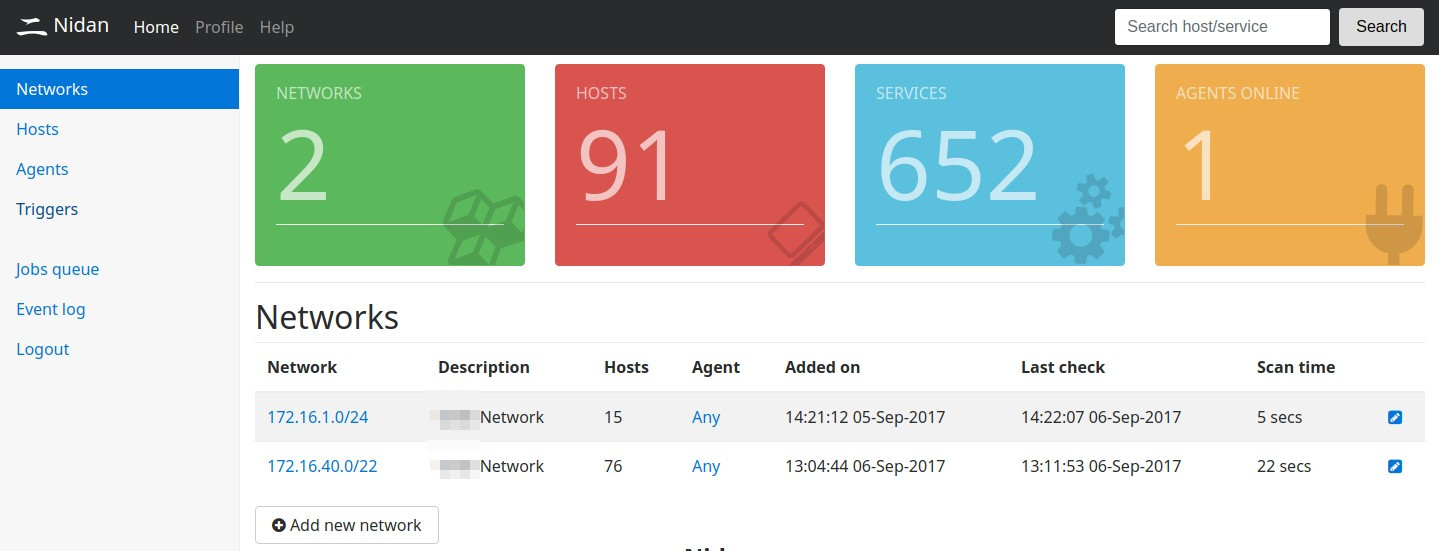 Nidan Home Profile Help Search host/service Search
Networks
Hosts
Agents
Triggers
Jobs queue
Event log
Logout
NETWORKS
2
HOSTS
91
SERVICES
652
AGENTS ONLINE
1
Networks
Network Description Hosts Agent Added on Last check Scan time
172.16.1.0/24 Network 15 Any 14:21:12 05-Sep-2017 14:22:07 06-Sep-2017 5 secs
172.16.40.0/22 Network 76 Any 13:04:44 06-Sep-2017 13:11:53 06-Sep-2017 22 secs
Add new network